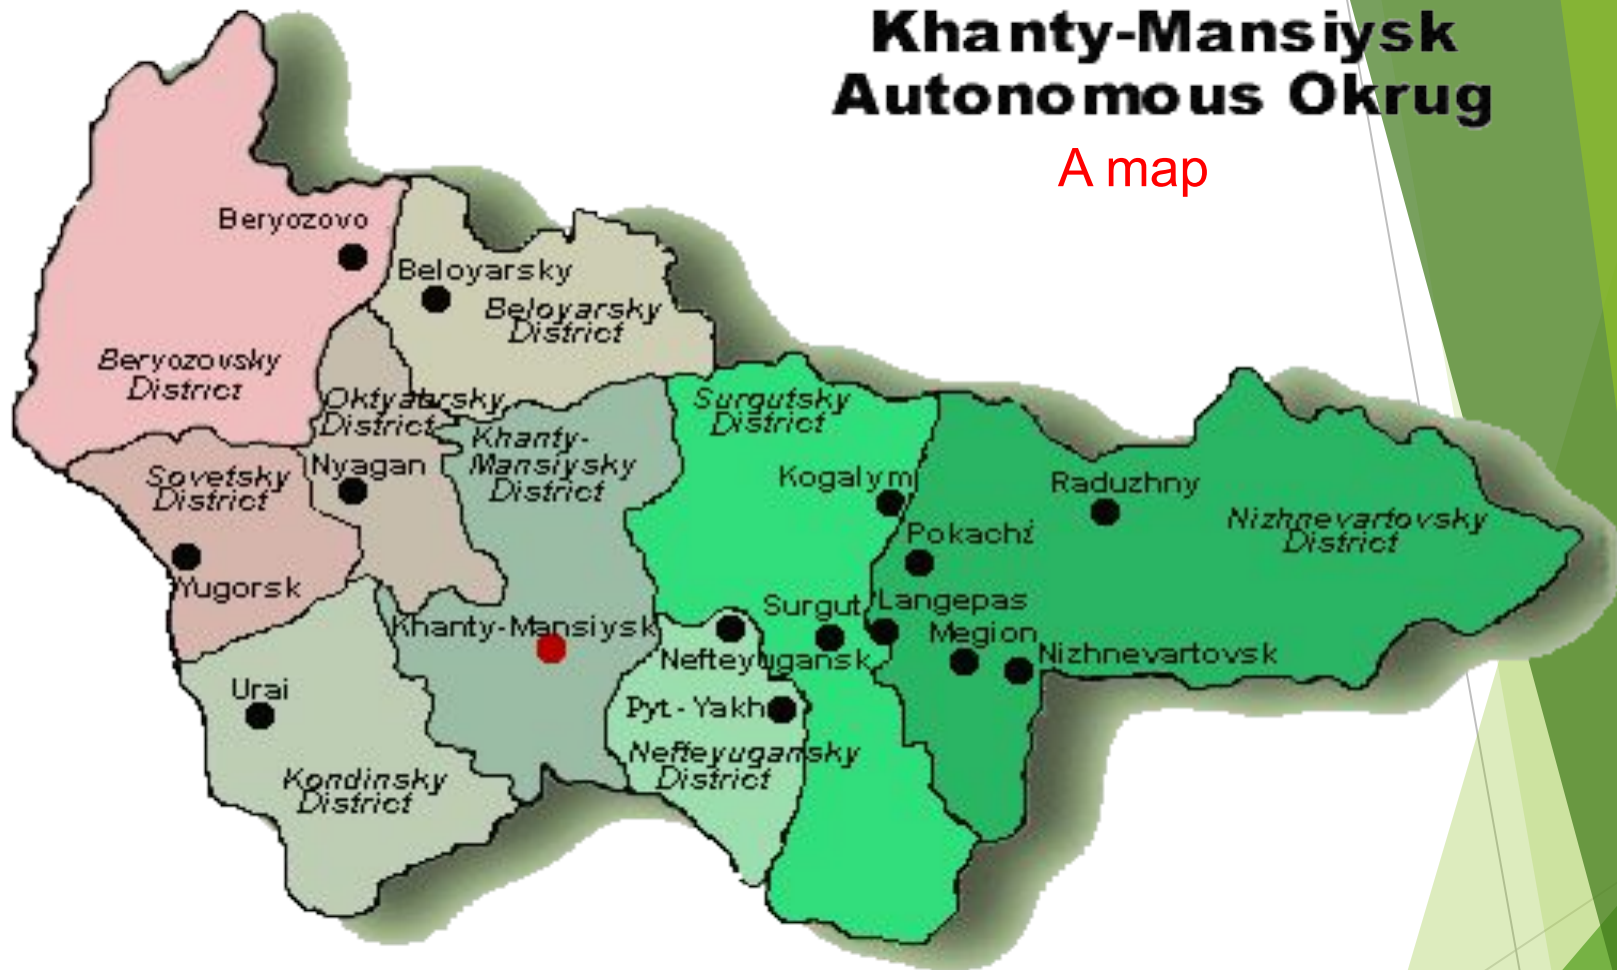 Khanty-Mansiysk
Autonomous Okrug
A map
Beryozovo
Beloyarsky
Beloyarsky
District
Beryozovsky
District
Oktyabrsky
District
Surgutsky
District
Khanty-
Mansiysky
District
Sovetsky
District
Nyagan
Kogalym
Raduzhny
Nizhnevartovsky
District
Pokachi
Yugorsk
Surgut
Langepas
Khanty-Mansiysk
Megion
Nefteyugansk
Nizhnevartovsk
Urai
Pyt.-Yakh
Nefteyugansky
District
Kondinsky
District